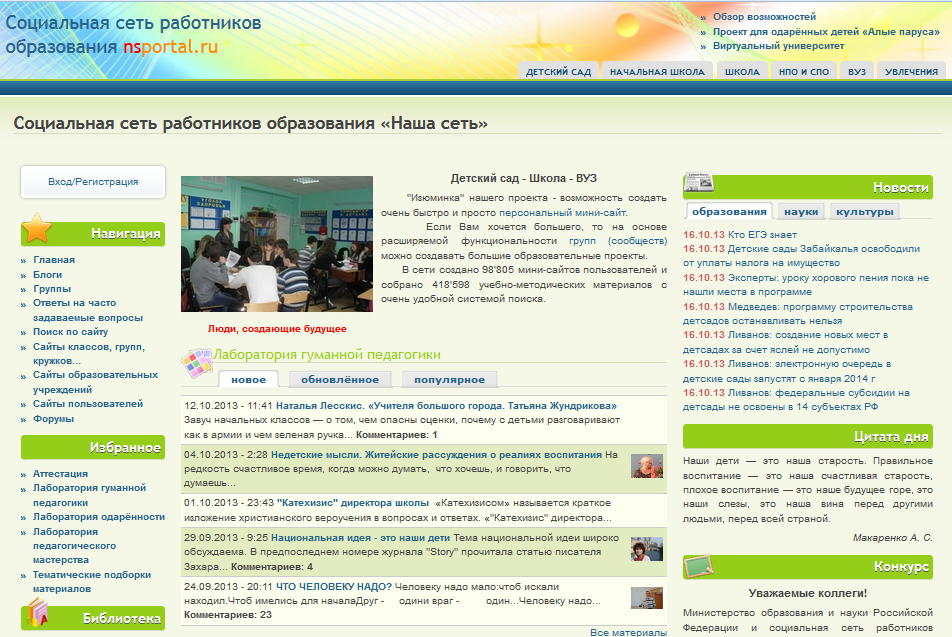 Социальная сеть работников
образования nsportal.ru
» Обзор возможностей
» Проект для одарённых детей «Алые паруса»
» Виртуальный университет
ДЕТСКИЙ САД НАЧАЛЬНАЯ ШКОЛА ШКОЛА НПО И СПО ВУЗ УВЛЕЧЕНИЯ
Социальная сеть работников образования «Наша сеть»
Вход/Регистрация
Навигация
» Главная
» Блоги
» Группы
» Ответы на часто
задаваемые вопросы
» Поиск по сайту
» Сайты классов, групп,
кружков...
» Сайты образовательных
учреждений
» Сайты пользователей
» Форумы
Избранное
» Аттестация
» Лаборатория гуманной
педагогики
» Лаборатория одарённости
» Лаборатория
педагогического
мастерства
» Тематические подборки
материалов
Библиотека
Люди, создающие будущее
Детский сад - Школа - ВУЗ
"Изюминка" нашего проекта - возможность создать
очень быстро и просто персональный мини-сайт.
Если Вам хочется большего, то на основе
расширяемой функциональности групп (сообществ)
можно создавать большие образовательные проекты.
В сети создано 98'805 мини-сайтов пользователей и
собрано 418'598 учебно-методических материалов с
очень удобной системой поиска.
Лаборатория гуманной педагогики
новое обновлённое популярное
12.10.2013 - 11:41 Наталья Лесскис. «Учителя большого города. Татьяна Жундрикова»
Завуч начальных классов — о том, чем опасны оценки, почему с детьми разговаривают
как в армии и чем зеленая ручка... Комментариев: 1
04.10.2013 - 2:28 Недетские мысли. Житейские рассуждения о реалиях воспитания На
редкость счастливое время, когда можно думать, что хочешь, и говорить, что
думаешь...
01.10.2013 - 23:43 "Катехизис" директора школы «Катехизисом» называется краткое
изложение христианского вероучения в вопросах и ответах. «"Катехизис" директора...
29.09.2013 - 9:25 Национальная идея - это наши дети Тема национальной идеи широко
обсуждаема. В предпоследнем номере журнала "Story" прочитала статью писателя
Захара... Комментариев: 4
24.09.2013 - 20:11 ЧТО ЧЕЛОВЕКУ НАДО? Человеку надо мало:чтоб искали
находил.Чтоб имелись для началаДруг - одини враг - один...Человеку надо...
Комментариев: 23
Все материалы
Новости
образования науки культуры
16.10.13 Кто ЕГЭ знает
16.10.13 Детские сады Забайкалья освободили
от уплаты налога на имущество
16.10.13 Эксперты: уроку хорового пения пока не
нашли места в программе
16.10.13 Медведев: программу строительства
детсадов останавливать нельзя
16.10.13 Ливанов: создание новых мест в
детсадах за счет яслей не допустимо
16.10.13 Ливанов: электронную очередь в
детские сады запустят с января 2014 г
16.10.13 Ливанов: федеральные субсидии на
детсады не освоены в 14 субъектах РФ
Цитата дня
Наши дети — это наша старость. Правильное
воспитание — это наша счастливая старость,
плохое воспитание — это наше будущее горе, это
наши слезы, это наша вина перед другими
людьми, перед всей страной.
Макаренко А. С.
Конкурс
Уважаемые коллеги!
Министерство образования и науки Российской
Федерации и социальная сеть работников